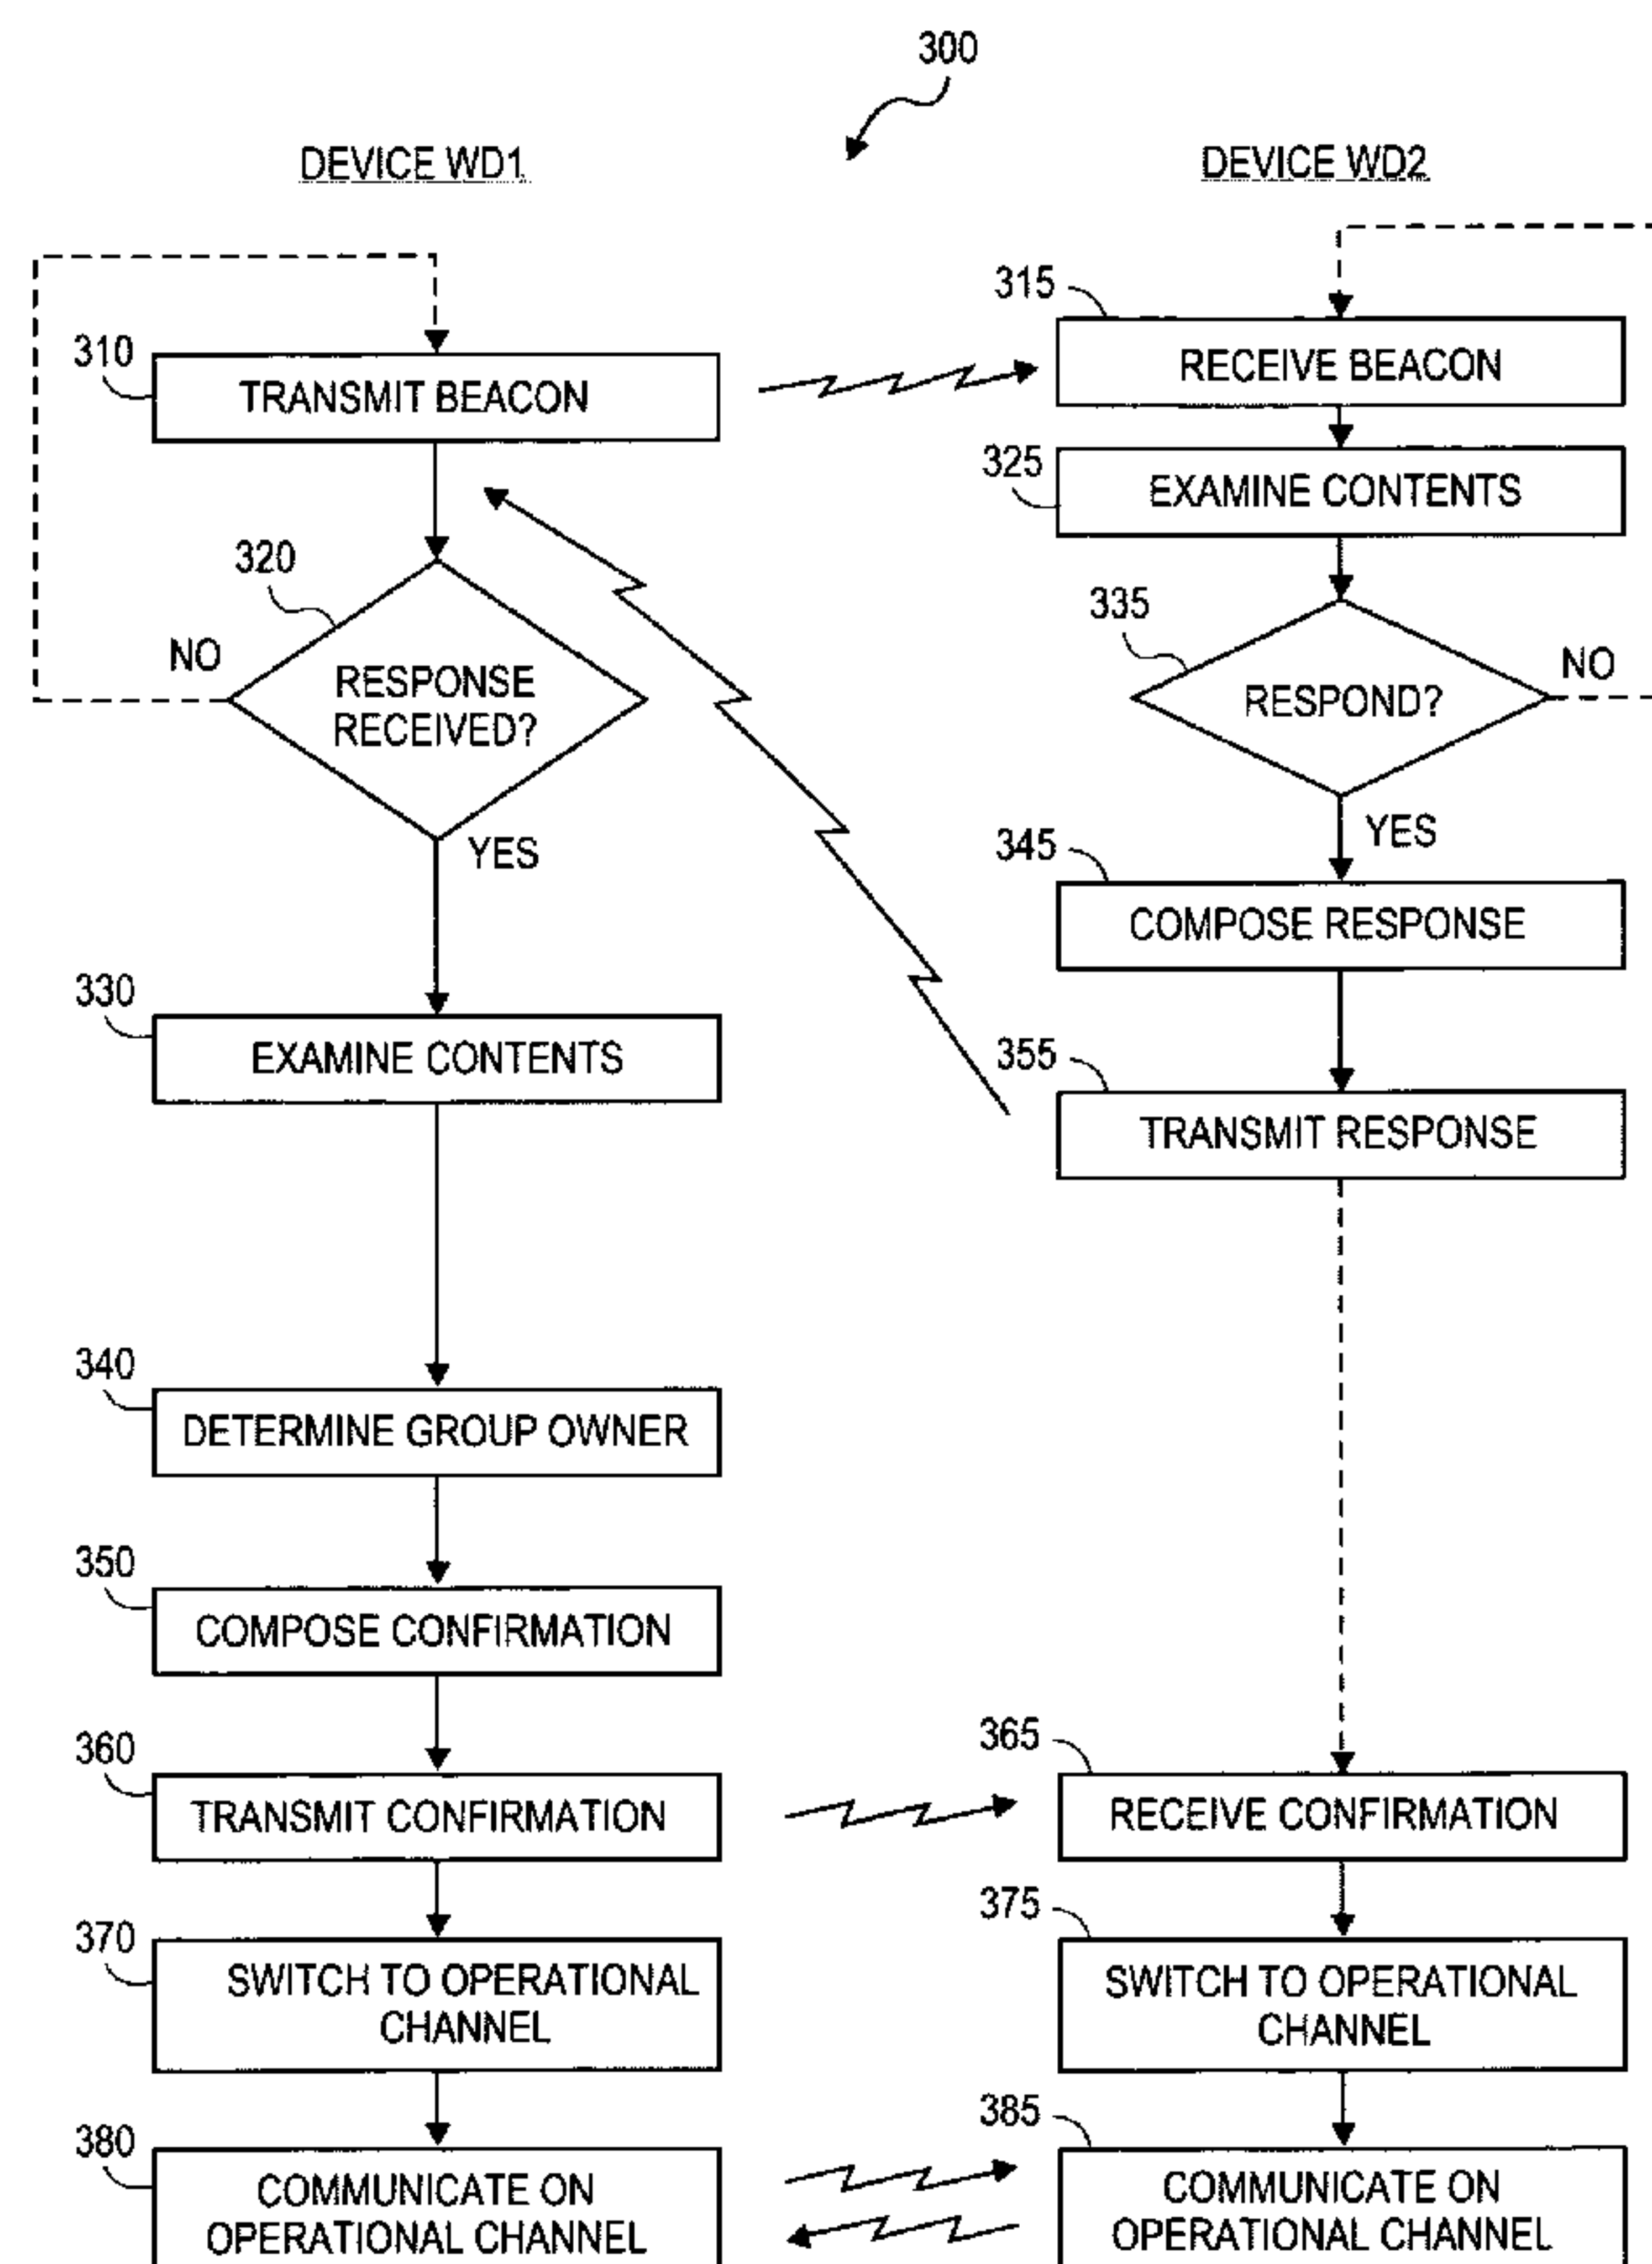 300
DEVICE WD1
DEVICE WD2
310
TRANSMIT BEACON
315
RECEIVE BEACON
325
EXAMINE CONTENTS
320
NO
RESPONSE
RECEIVED?
YES
335
RESPOND?
NO
YES
345
COMPOSE RESPONSE
330
EXAMINE CONTENTS
355
TRANSMIT RESPONSE
340
DETERMINE GROUP OWNER
350
COMPOSE CONFIRMATION
360
TRANSMIT CONFIRMATION
365
RECEIVE CONFIRMATION
370
SWITCH TO OPERATIONAL
CHANNEL
375
SWITCH TO OPERATIONAL
CHANNEL
380
COMMUNICATE ON
OPERATIONAL CHANNEL
385
COMMUNICATE ON
OPERATIONAL CHANNEL